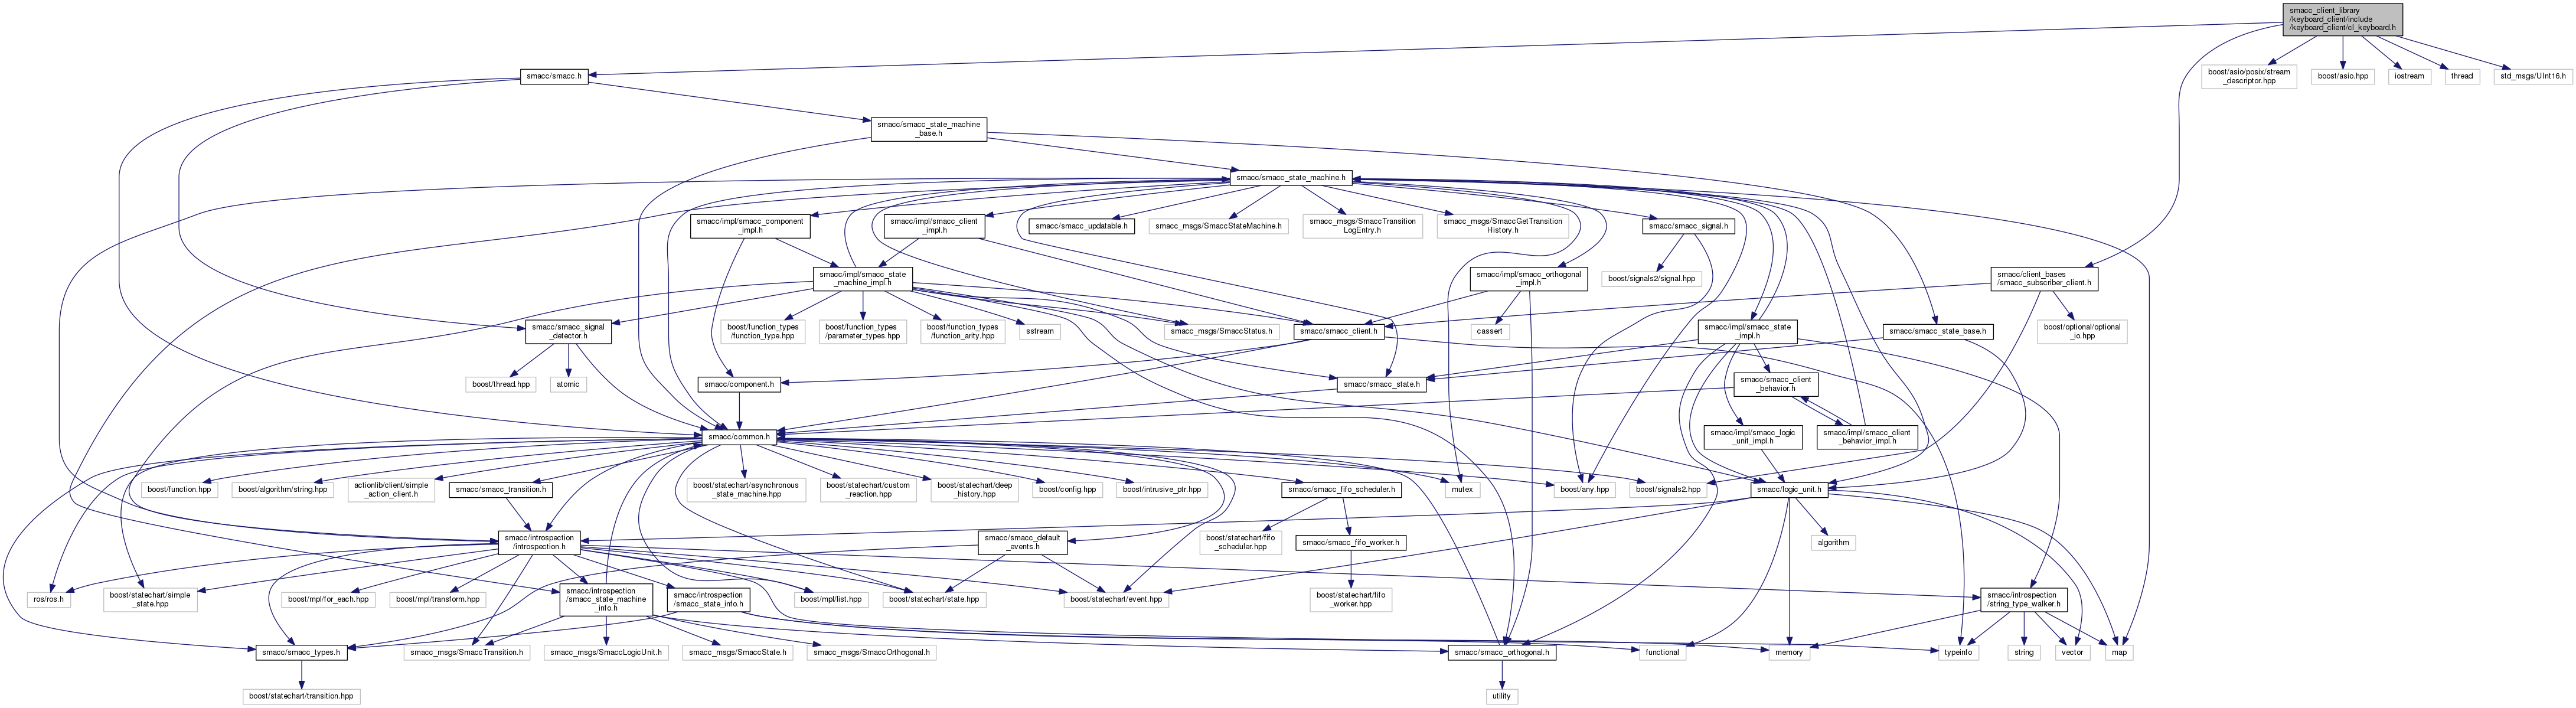 smacc_client_library
/keyboard_client/include
/keyboard_client/cl_keyboard.h
smacc/smacc.h
boost/asio/posix/stream
_descriptor.hpp
boost/asio.hpp
iostream
thread
std_msgs/UInt16.h
smacc/smacc_state_machine
_base.h
smacc/smacc_state_machine.h
smacc/impl/smacc_component
_impl.h
smacc/impl/smacc_client
_impl.h
smacc/smacc_updatable.h
smacc_msgs/SmaccStateMachine.h
smacc_msgs/SmaccTransition
LogEntry.h
smacc_msgs/SmaccGetTransition
History.h
smacc/smacc_signal.h
smacc/impl/smacc_state
_machine_impl.h
smacc/impl/smacc_orthogonal
_impl.h
boost/signals2/signal.hpp
smacc/client_bases
/smacc_subscriber_client.h
smacc/smacc_signal
_detector.h
boost/function_types
/function_type.hpp
boost/function_types
/parameter_types.hpp
boost/function_types
/function_arity.hpp
sstream
smacc_msgs/SmaccStatus.h
smacc/smacc_client.h
cassert
smacc/impl/smacc_state
_impl.h
smacc/smacc_state_base.h
boost/optional/optional
_io.hpp
boost/thread.hpp
atomic
smacc/component.h
smacc/smacc_state.h
smacc/smacc_client
_behavior.h
smacc/common.h
smacc/impl/smacc_logic
_unit_impl.h
smacc/impl/smacc_client
_behavior_impl.h
boost/function.hpp
boost/algorithm/string.hpp
actionlib/client/simple
_action_client.h
smacc/smacc_transition.h
boost/statechart/asynchronous
_state_machine.hpp
boost/statechart/custom
_reaction.hpp
boost/statechart/deep
_history.hpp
boost/config.hpp
boost/intrusive_ptr.hpp
smacc/smacc_fifo_scheduler.h
mutex
boost/any.hpp
boost/signals2.hpp
smacc/logic_unit.h
smacc/introspection
/introspection.h
smacc/smacc_default
_events.h
boost/statechart/fifo
_scheduler.hpp
smacc/smacc_fifo_worker.h
algorithm
ros/ros.h
boost/statechart/simple
_state.hpp
boost/mpl/for_each.hpp
boost/mpl/transform.hpp
smacc/introspection
/smacc_state_machine
_info.h
smacc/introspection
/smacc_state_info.h
boost/mpl/list.hpp
boost/statechart/state.hpp
boost/statechart/event.hpp
boost/statechart/fifo
_worker.hpp
smacc/introspection
/string_type_walker.h
smacc/smacc_types.h
smacc_msgs/SmaccTransition.h
smacc_msgs/SmaccLogicUnit.h
smacc_msgs/SmaccState.h
smacc_msgs/SmaccOrthogonal.h
smacc/smacc_orthogonal.h
functional
memory
typeinfo
string
vector
map
boost/statechart/transition.hpp
utility